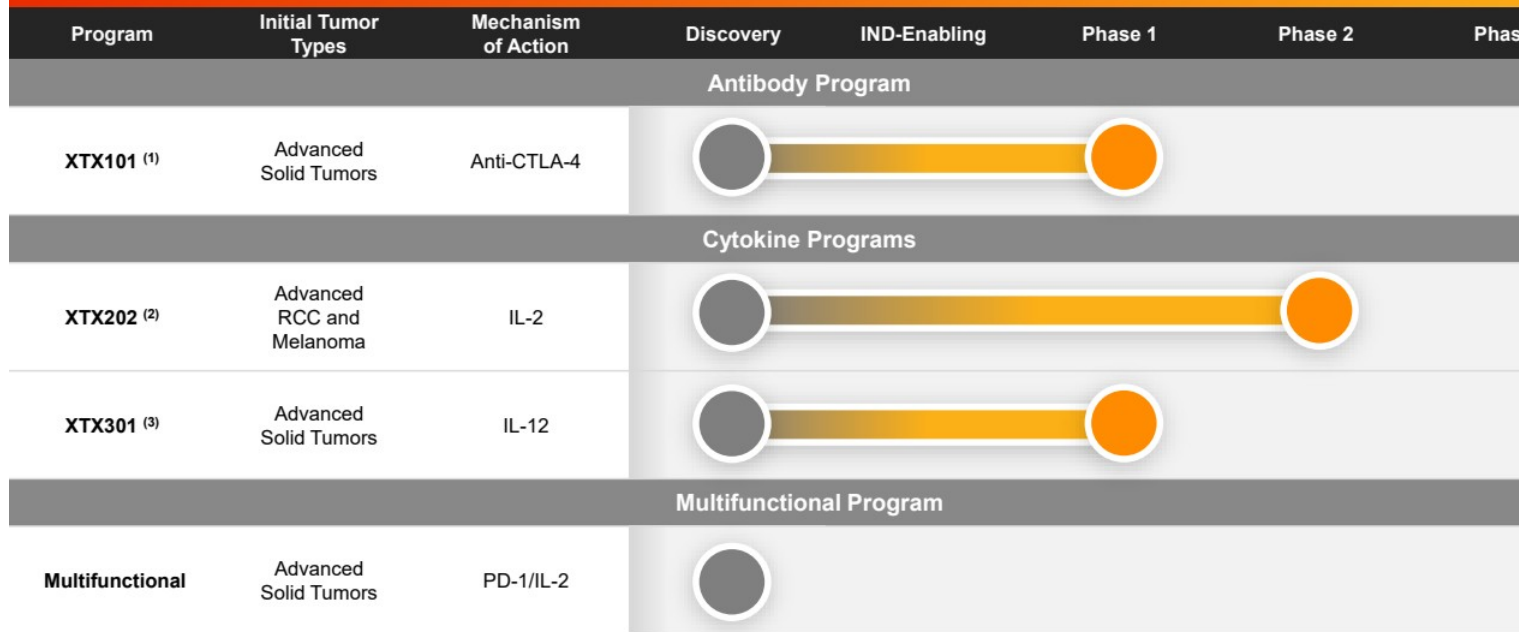 Program Initial Tumor Types Mechanism of Action Discovery IND-Enabling Phase 1 Phase 2 Phas
Antibody Program
XTX101 (1) Advanced Solid Tumors Anti-CTLA-4
Cytokine Programs
XTX202 (2) Advanced RCC and Melanoma IL-2
XTX301 (3) Advanced Solid Tumors IL-12
Multifunctional Program
Multifunctional Advanced Solid Tumors PD-1/IL-2